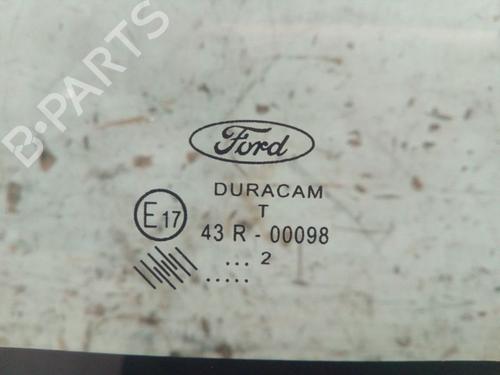 B-PARTS
Ford
DURACAM
T
E17
43 R - 00098
... 2
.....